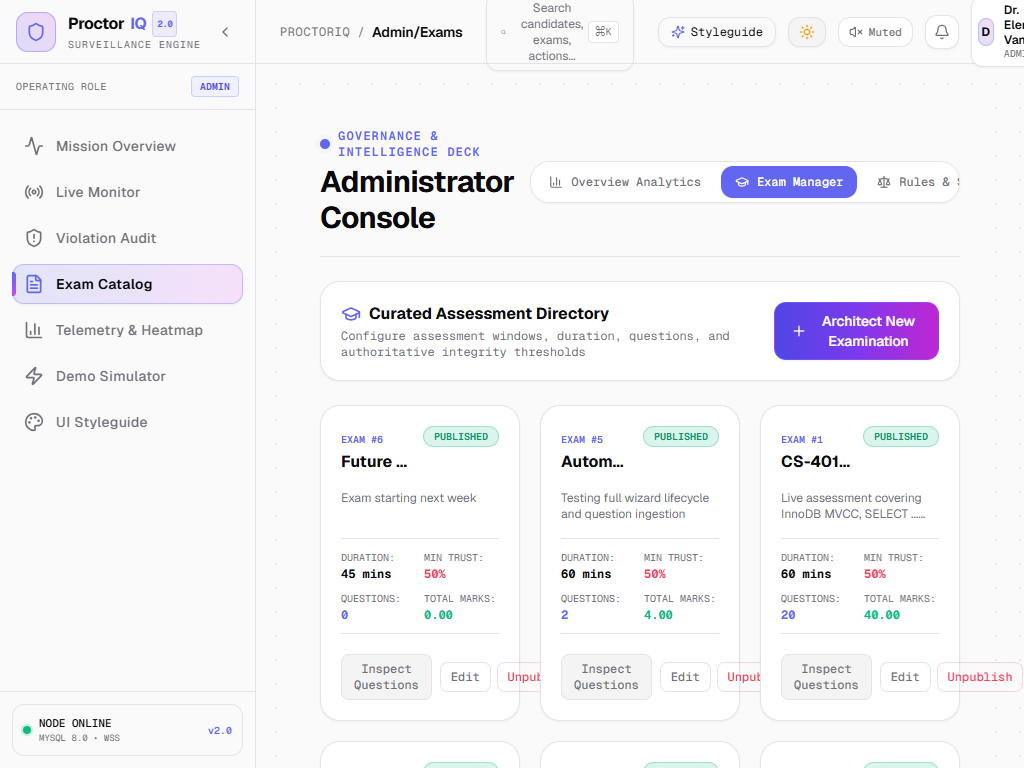 Proctor IQ 2.0
SURVEILLANCE ENGINE
OPERATING ROLE
ADMIN
Mission Overview
Live Monitor
Violation Audit
Exam Catalog
Telemetry & Heatmap
Demo Simulator
UI Styleguide
NODE ONLINE
MYSQL 8.0 • WSS
v2.0
PROCTORIQ / Admin/Exams
Search
candidates,
exams,
actions…
⌘K
Styleguide
Muted
D
Dr.
GOVERNANCE &
INTELLIGENCE DECK
Administrator
Console
Overview Analytics
Exam Manager
Rules &
Curated Assessment Directory
Configure assessment windows, duration, questions, and
authoritative integrity thresholds
Architect New
Examination
EXAM #6
PUBLISHED
Future ...
Exam starting next week
DURATION:
45 mins
MIN TRUST:
50%
QUESTIONS:
0
TOTAL MARKS:
0.00
Inspect
Questions
Edit
Unpub
EXAM #5
PUBLISHED
Autom...
Testing full wizard lifecycle
and question ingestion
DURATION:
60 mins
MIN TRUST:
50%
QUESTIONS:
2
TOTAL MARKS:
4.00
Inspect
Questions
Edit
Unpub
EXAM #1
PUBLISHED
CS-401...
Live assessment covering
InnoDB MVCC, SELECT ......
DURATION:
60 mins
MIN TRUST:
50%
QUESTIONS:
20
TOTAL MARKS:
40.00
Inspect
Questions
Edit
Unpublish